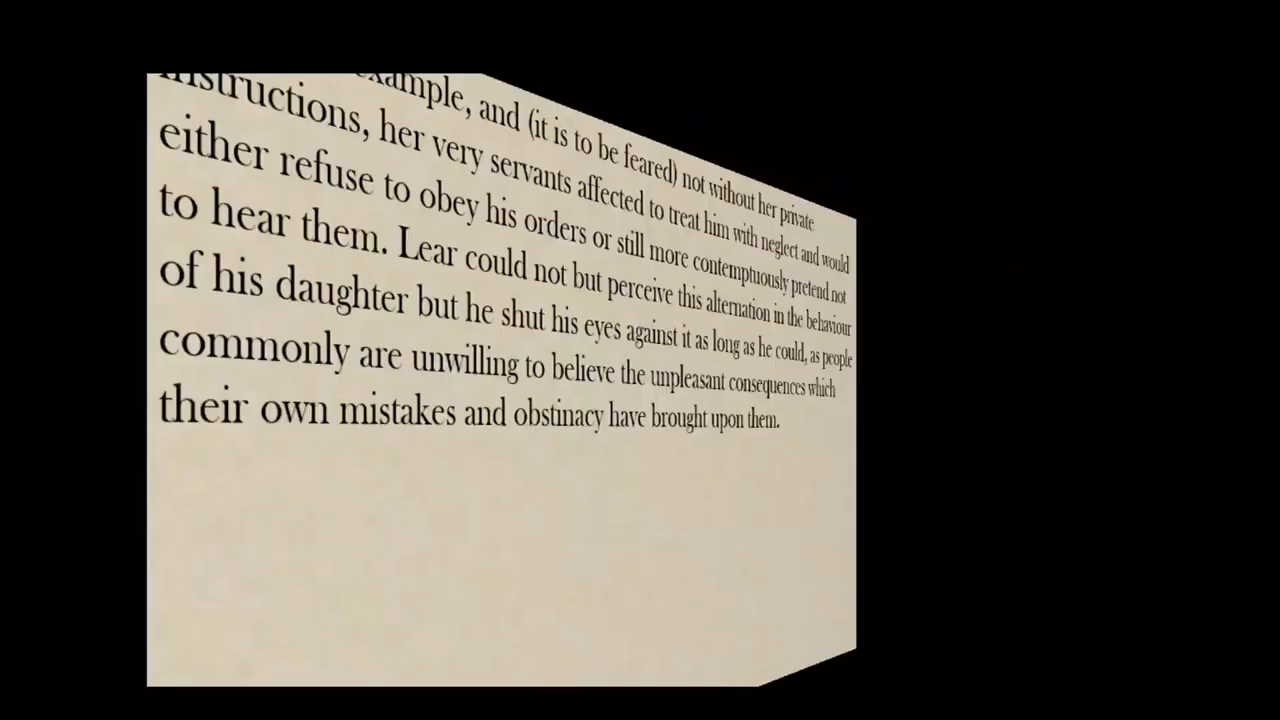 example, and (it is to be feared) not without her private
instructions, her very servants affected to treat him with neglect and would
either refuse to obey his orders or still more contemptuously pretend not
to hear them. Lear could not but perceive this alternation in the behaviour
of his daughter but he shut his eyes against it as long as he could, as people
commonly are unwilling to believe the unpleasant consequences which
their own mistakes and obstinacy have brought upon them.